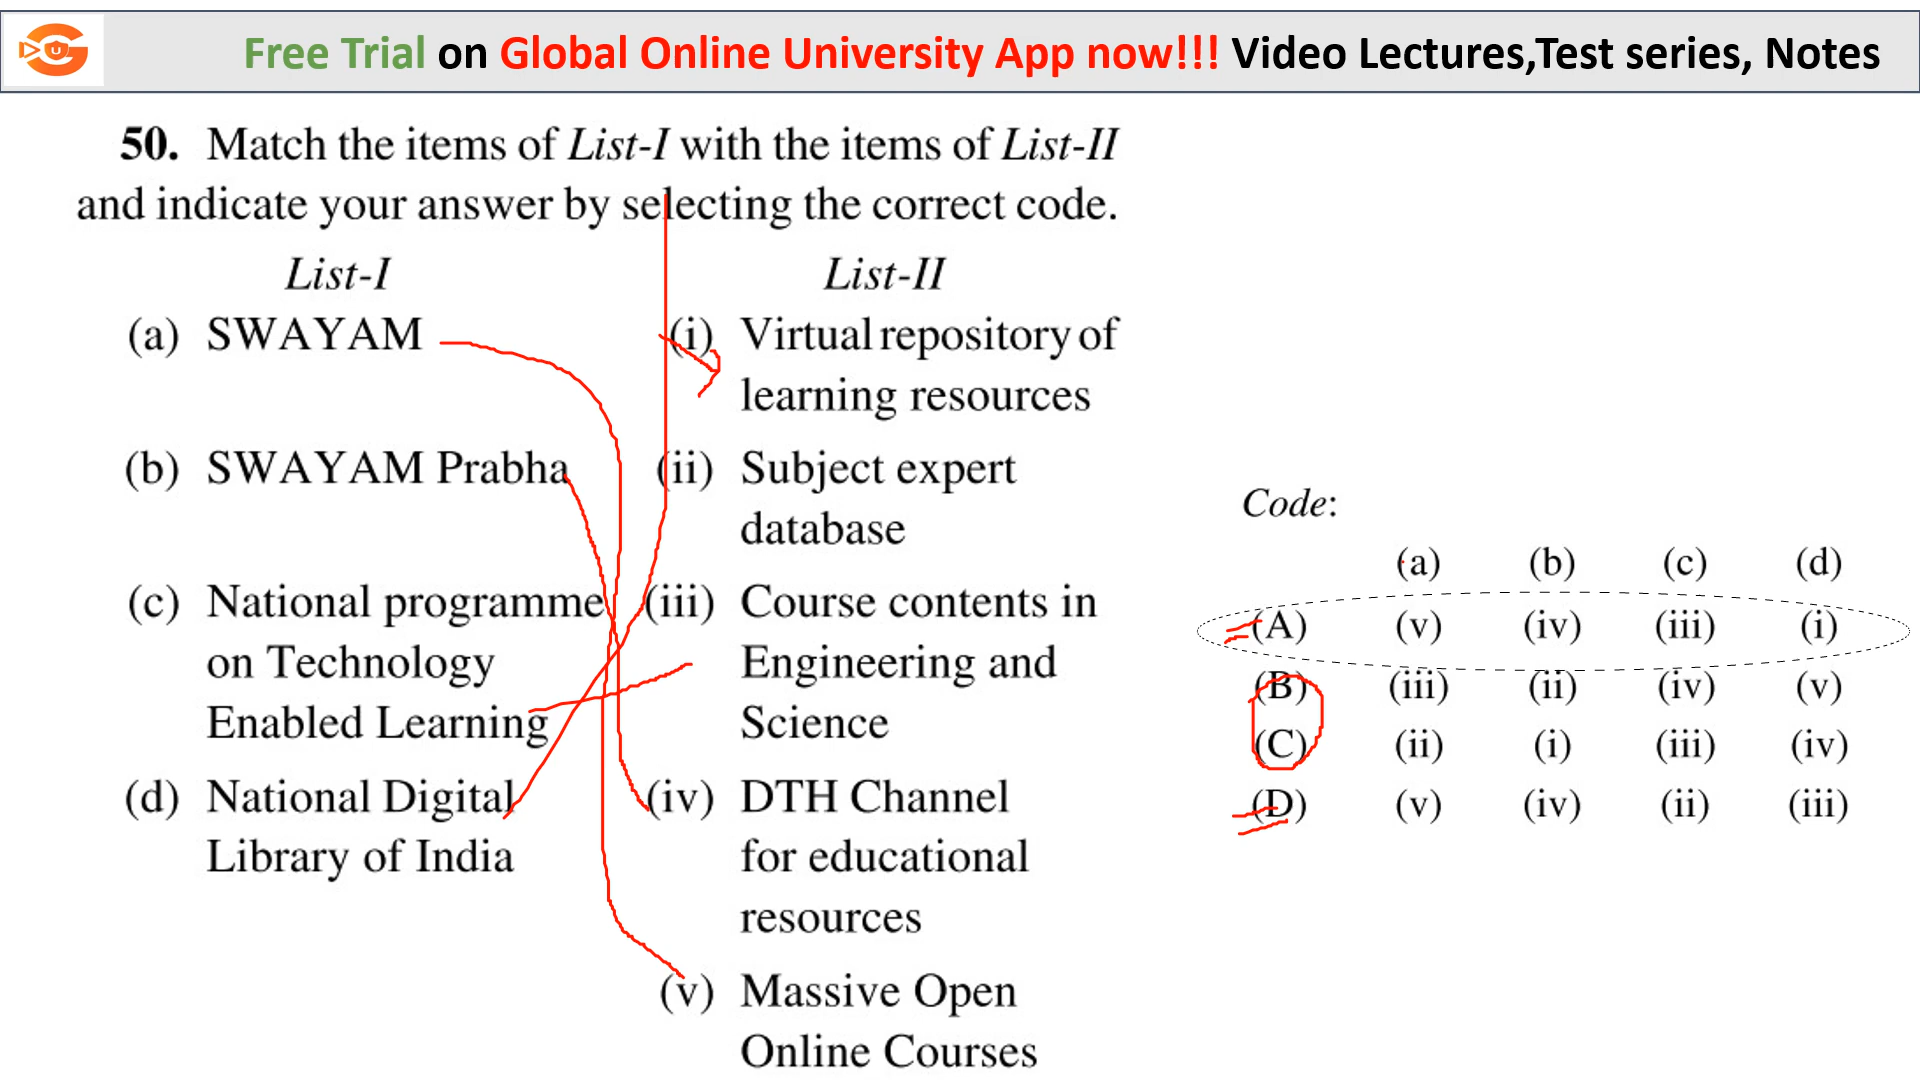 Free Trial on Global Online University App now!!! Video Lectures,Test series, Notes
50. Match the items of List-I with the items of List-II
and indicate your answer by selecting the correct code.
List-I List-II
(a) SWAYAM (i) Virtual repository of
learning resources
(b) SWAYAM Prabha (ii) Subject expert
database
(c) National programme (iii) Course contents in
on Technology Engineering and
Enabled Learning Science
(d) National Digital (iv) DTH Channel
Library of India for educational
resources
(v) Massive Open
Online Courses
Code:
(a) (b) (c) (d)
(A) (v) (iv) (iii) (i)
(B) (iii) (ii) (iv) (v)
(C) (ii) (i) (iii) (iv)
(D) (v) (iv) (ii) (iii)